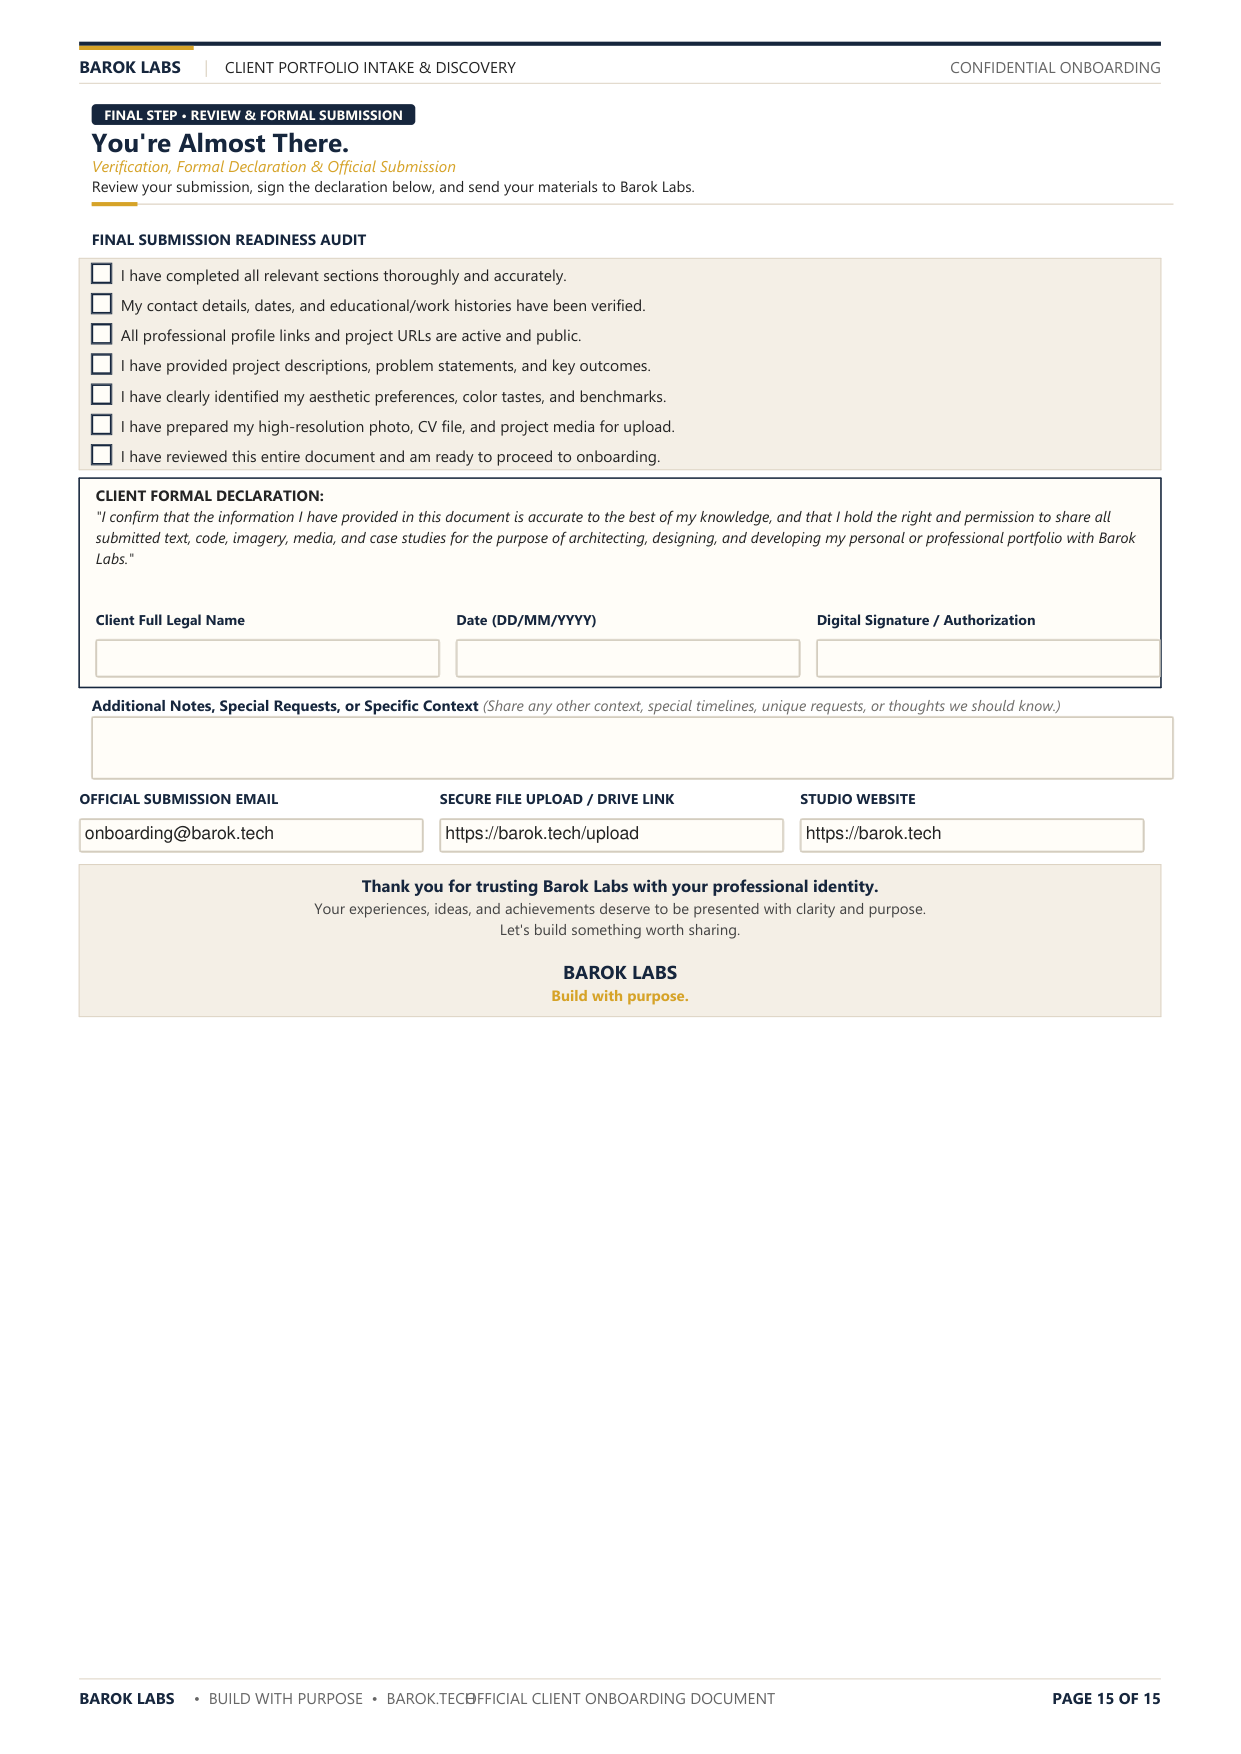 BAROK LABS | CLIENT PORTFOLIO INTAKE & DISCOVERY CONFIDENTIAL ONBOARDING
FINAL STEP • REVIEW & FORMAL SUBMISSION
You're Almost There.
Verification, Formal Declaration & Official Submission
Review your submission, sign the declaration below, and send your materials to Barok Labs.
FINAL SUBMISSION READINESS AUDIT
I have completed all relevant sections thoroughly and accurately.
My contact details, dates, and educational/work histories have been verified.
All professional profile links and project URLs are active and public.
I have provided project descriptions, problem statements, and key outcomes.
I have clearly identified my aesthetic preferences, color tastes, and benchmarks.
I have prepared my high-resolution photo, CV file, and project media for upload.
I have reviewed this entire document and am ready to proceed to onboarding.
CLIENT FORMAL DECLARATION:
"I confirm that the information I have provided in this document is accurate to the best of my knowledge, and that I hold the right and permission to share all
submitted text, code, imagery, media, and case studies for the purpose of architecting, designing, and developing my personal or professional portfolio with Barok
Labs."
Client Full Legal Name Date (DD/MM/YYYY) Digital Signature / Authorization
Additional Notes, Special Requests, or Specific Context (Share any other context, special timelines, unique requests, or thoughts we should know.)
OFFICIAL SUBMISSION EMAIL SECURE FILE UPLOAD / DRIVE LINK STUDIO WEBSITE
onboarding@barok.tech https://barok.tech/upload https://barok.tech
Thank you for trusting Barok Labs with your professional identity.
Your experiences, ideas, and achievements deserve to be presented with clarity and purpose.
Let's build something worth sharing.
BAROK LABS
Build with purpose.
BAROK LABS • BUILD WITH PURPOSE • BAROK.TECH OFFICIAL CLIENT ONBOARDING DOCUMENT PAGE 15 OF 15